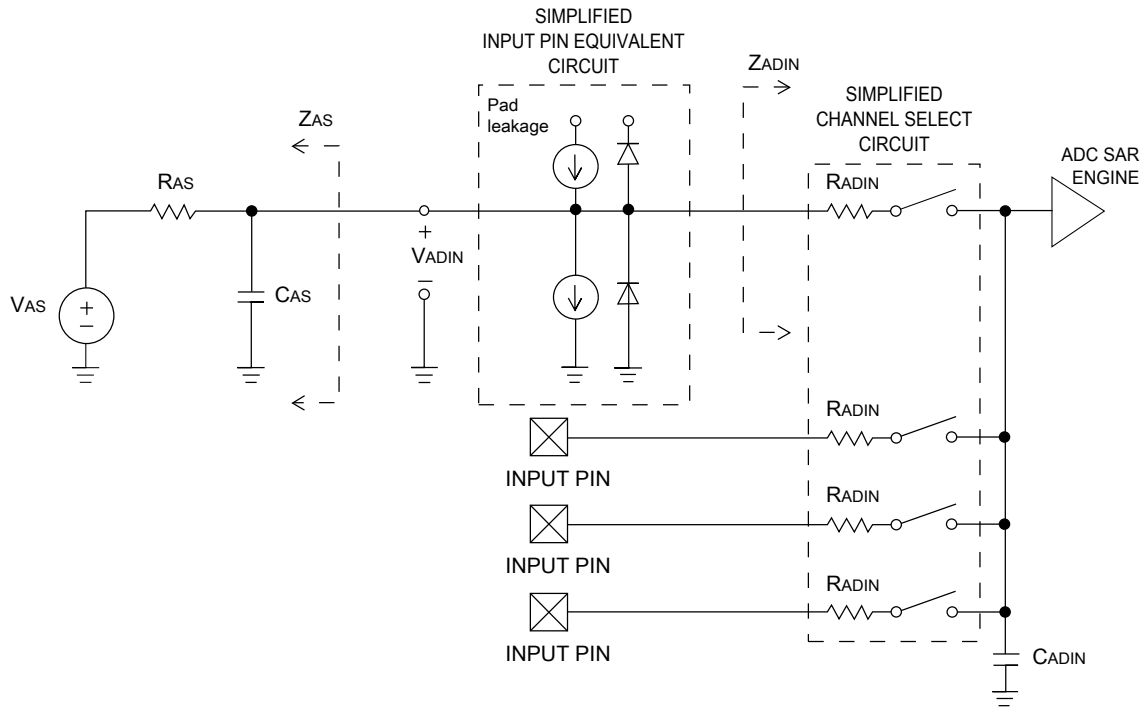 SIMPLIFIED
INPUT PIN EQUIVALENT
CIRCUIT
Pad
leakage
ZAS
RAS
VAS
+
−
CAS
+
VADIN
−
ZADIN
SIMPLIFIED
CHANNEL SELECT
CIRCUIT
RADIN
ADC SAR
ENGINE
RADIN
INPUT PIN
RADIN
INPUT PIN
RADIN
INPUT PIN
CADIN